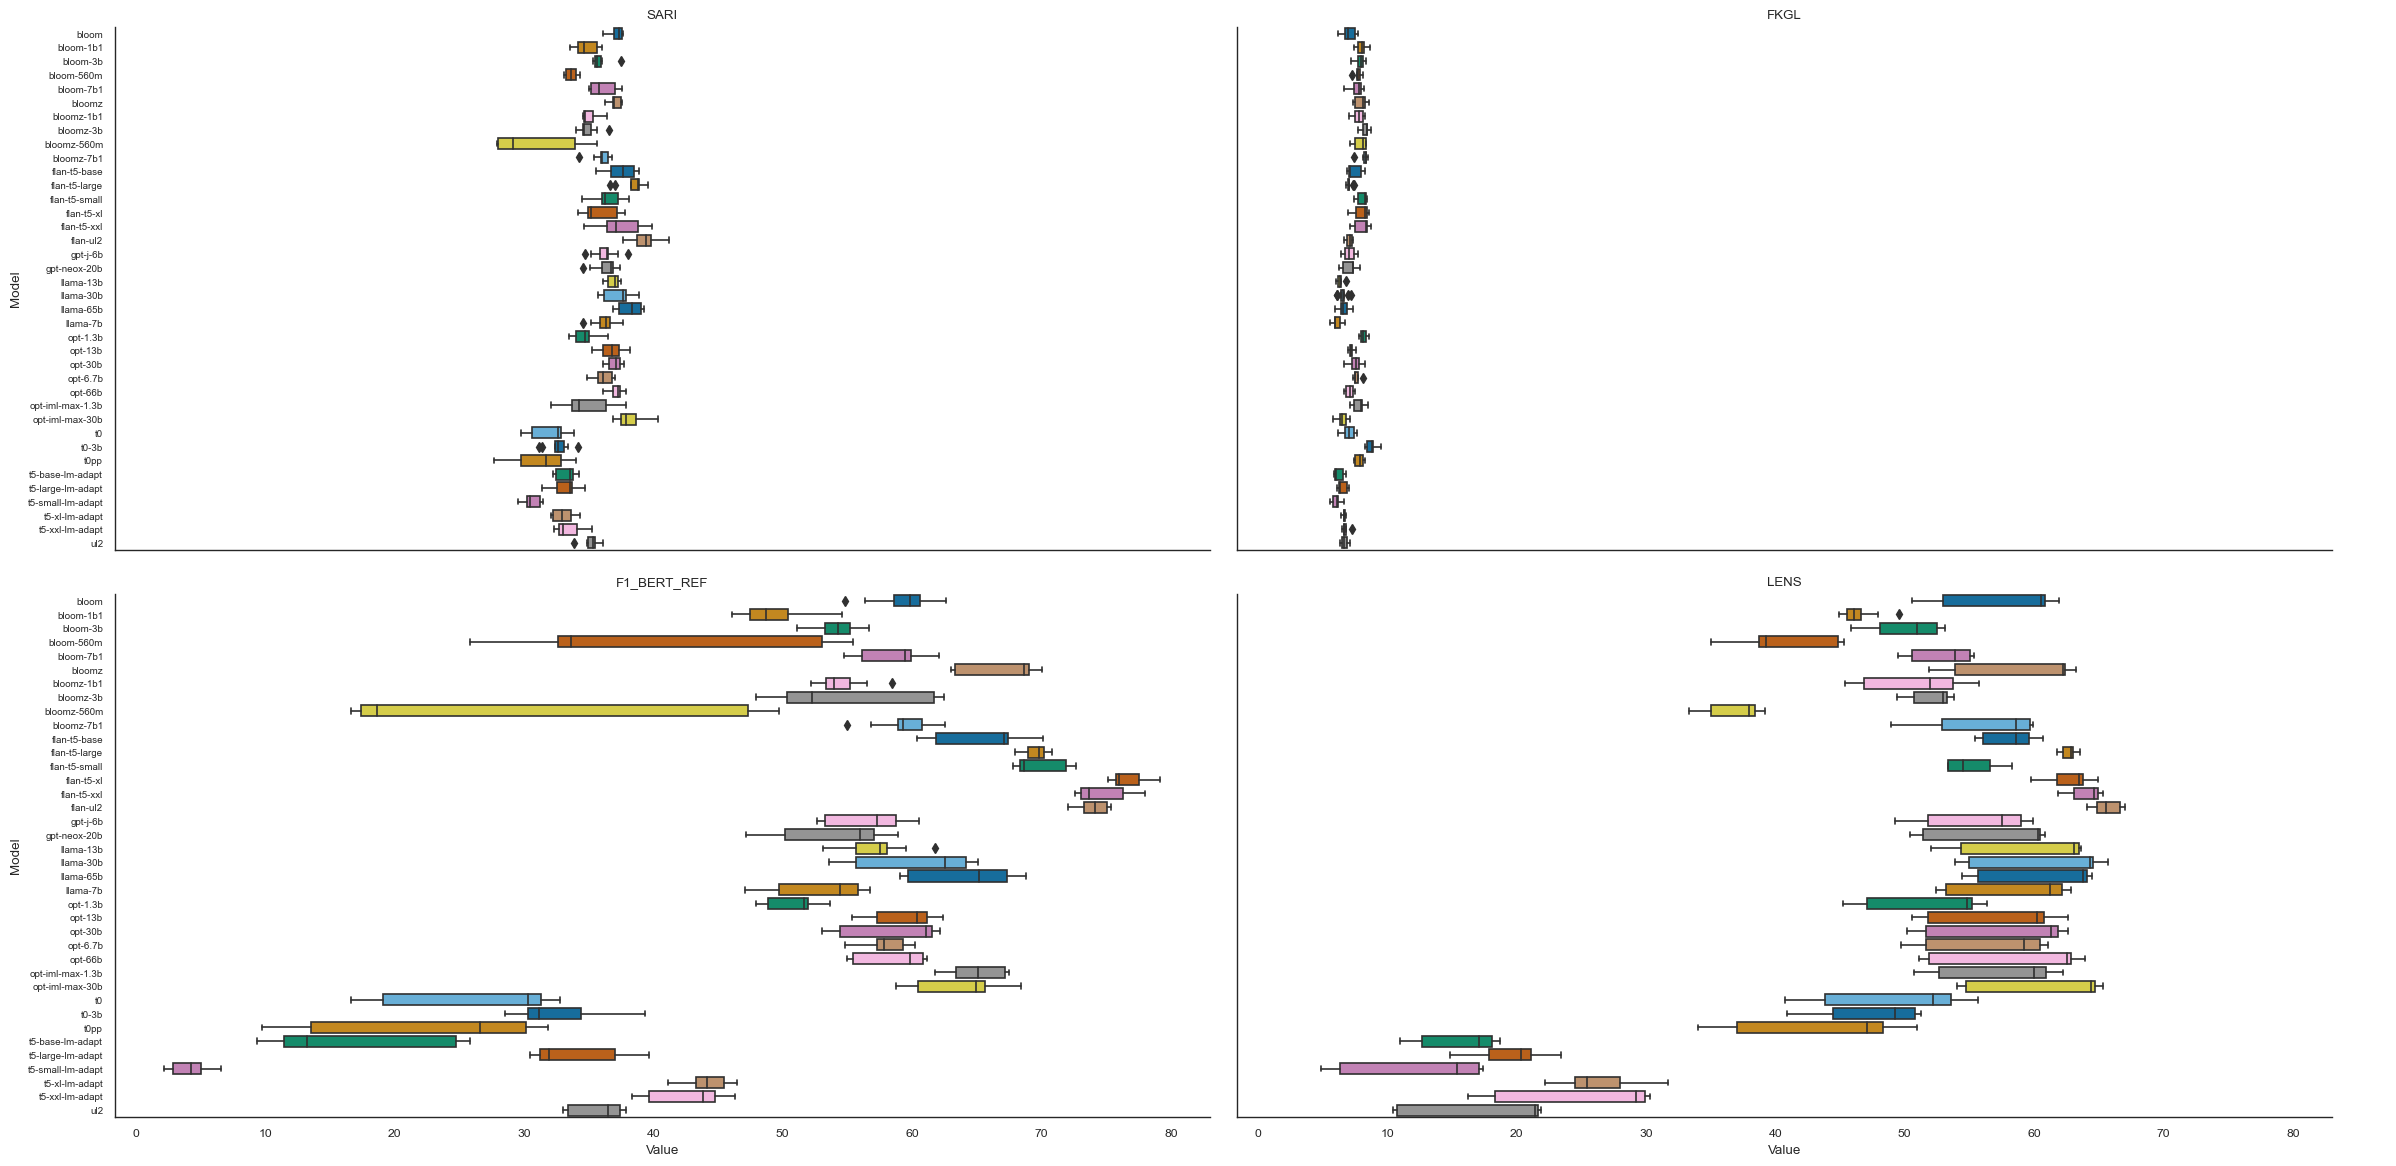 SARI
FKGL
Model
bloom
bloom-1b1
bloom-3b
bloom-560m
bloom-7b1
bloomz
bloomz-1b1
bloomz-3b
bloomz-560m
bloomz-7b1
flan-t5-base
flan-t5-large
flan-t5-small
flan-t5-xl
flan-t5-xxl
flan-ul2
gpt-j-6b
gpt-neox-20b
llama-13b
llama-30b
llama-65b
llama-7b
opt-1.3b
opt-13b
opt-30b
opt-6.7b
opt-66b
opt-iml-max-1.3b
opt-iml-max-30b
t0
t0-3b
t0pp
t5-base-lm-adapt
t5-large-lm-adapt
t5-small-lm-adapt
t5-xl-lm-adapt
t5-xxl-lm-adapt
ul2
F1_BERT_REF
LENS
Model
bloom
bloom-1b1
bloom-3b
bloom-560m
bloom-7b1
bloomz
bloomz-1b1
bloomz-3b
bloomz-560m
bloomz-7b1
flan-t5-base
flan-t5-large
flan-t5-small
flan-t5-xl
flan-t5-xxl
flan-ul2
gpt-j-6b
gpt-neox-20b
llama-13b
llama-30b
llama-65b
llama-7b
opt-1.3b
opt-13b
opt-30b
opt-6.7b
opt-66b
opt-iml-max-1.3b
opt-iml-max-30b
t0
t0-3b
t0pp
t5-base-lm-adapt
t5-large-lm-adapt
t5-small-lm-adapt
t5-xl-lm-adapt
t5-xxl-lm-adapt
ul2
0 10 20 30 40 50 60 70 80
Value
0 10 20 30 40 50 60 70 80
Value